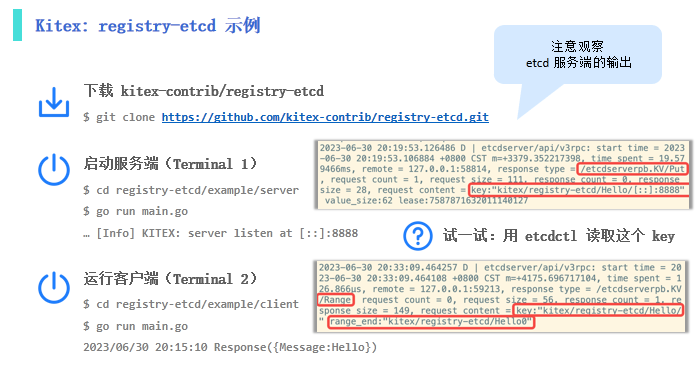 Kitex: registry-etcd 示例
注意观察
etcd 服务端的输出
下载 kitex-contrib/registry-etcd
$ git clone https://github.com/kitex-contrib/registry-etcd.git
启动服务端（Terminal 1）
$ cd registry-etcd/example/server
$ go run main.go
… [Info] KITEX: server listen at [::]:8888
2023-06-30 20:19:53.126486 D | etcdserver/api/v3rpc: start time = 2023
-06-30 20:19:53.106884 +0800 CST m=+3379.352217398, time spent = 19.57
9466ms, remote = 127.0.0.1:58814, response type = /etcdserverpb.KV/Put
, request count = 1, request size = 111, response count = 0, response
size = 28, request content = key:"kitex/registry-etcd/Hello/[::]:8888"
value_size:62 lease:7587871632011140127
试一试：用 etcdctl 读取这个 key
运行客户端（Terminal 2）
$ cd registry-etcd/example/client
$ go run main.go
2023/06/30 20:15:10 Response({Message:Hello})
2023-06-30 20:33:09.464257 D | etcdserver/api/v3rpc: start time = 20
23-06-30 20:33:09.464108 +0800 CST m=+4175.696717104, time spent = 1
26.866µs, remote = 127.0.0.1:59213, response type = /etcdserverpb.KV
/Range, request count = 0, request size = 56, response count = 1, re
sponse size = 149, request content = key:"kitex/registry-etcd/Hello/
" range_end:"kitex/registry-etcd/Hello0"